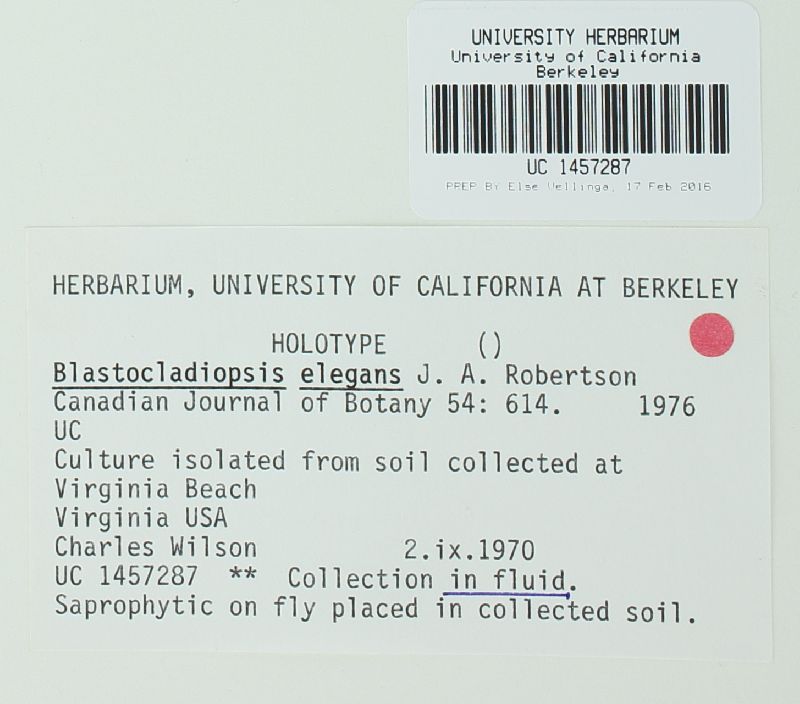 UNIVERSITY HERBARIUM
University of California
Berkeley
UC 1457287
PREP BY Else Vellinga, 17 Feb 2016
HERBARIUM, UNIVERSITY OF CALIFORNIA AT BERKELEY
HOLOTYPE ()
Blastocladiopsis elegans J. A. Robertson
Canadian Journal of Botany 54: 614. 1976
UC
Culture isolated from soil collected at
Virginia Beach
Virginia USA
Charles Wilson 2.ix.1970
UC 1457287 ** Collection in fluid.
Saprophytic on fly placed in collected soil.